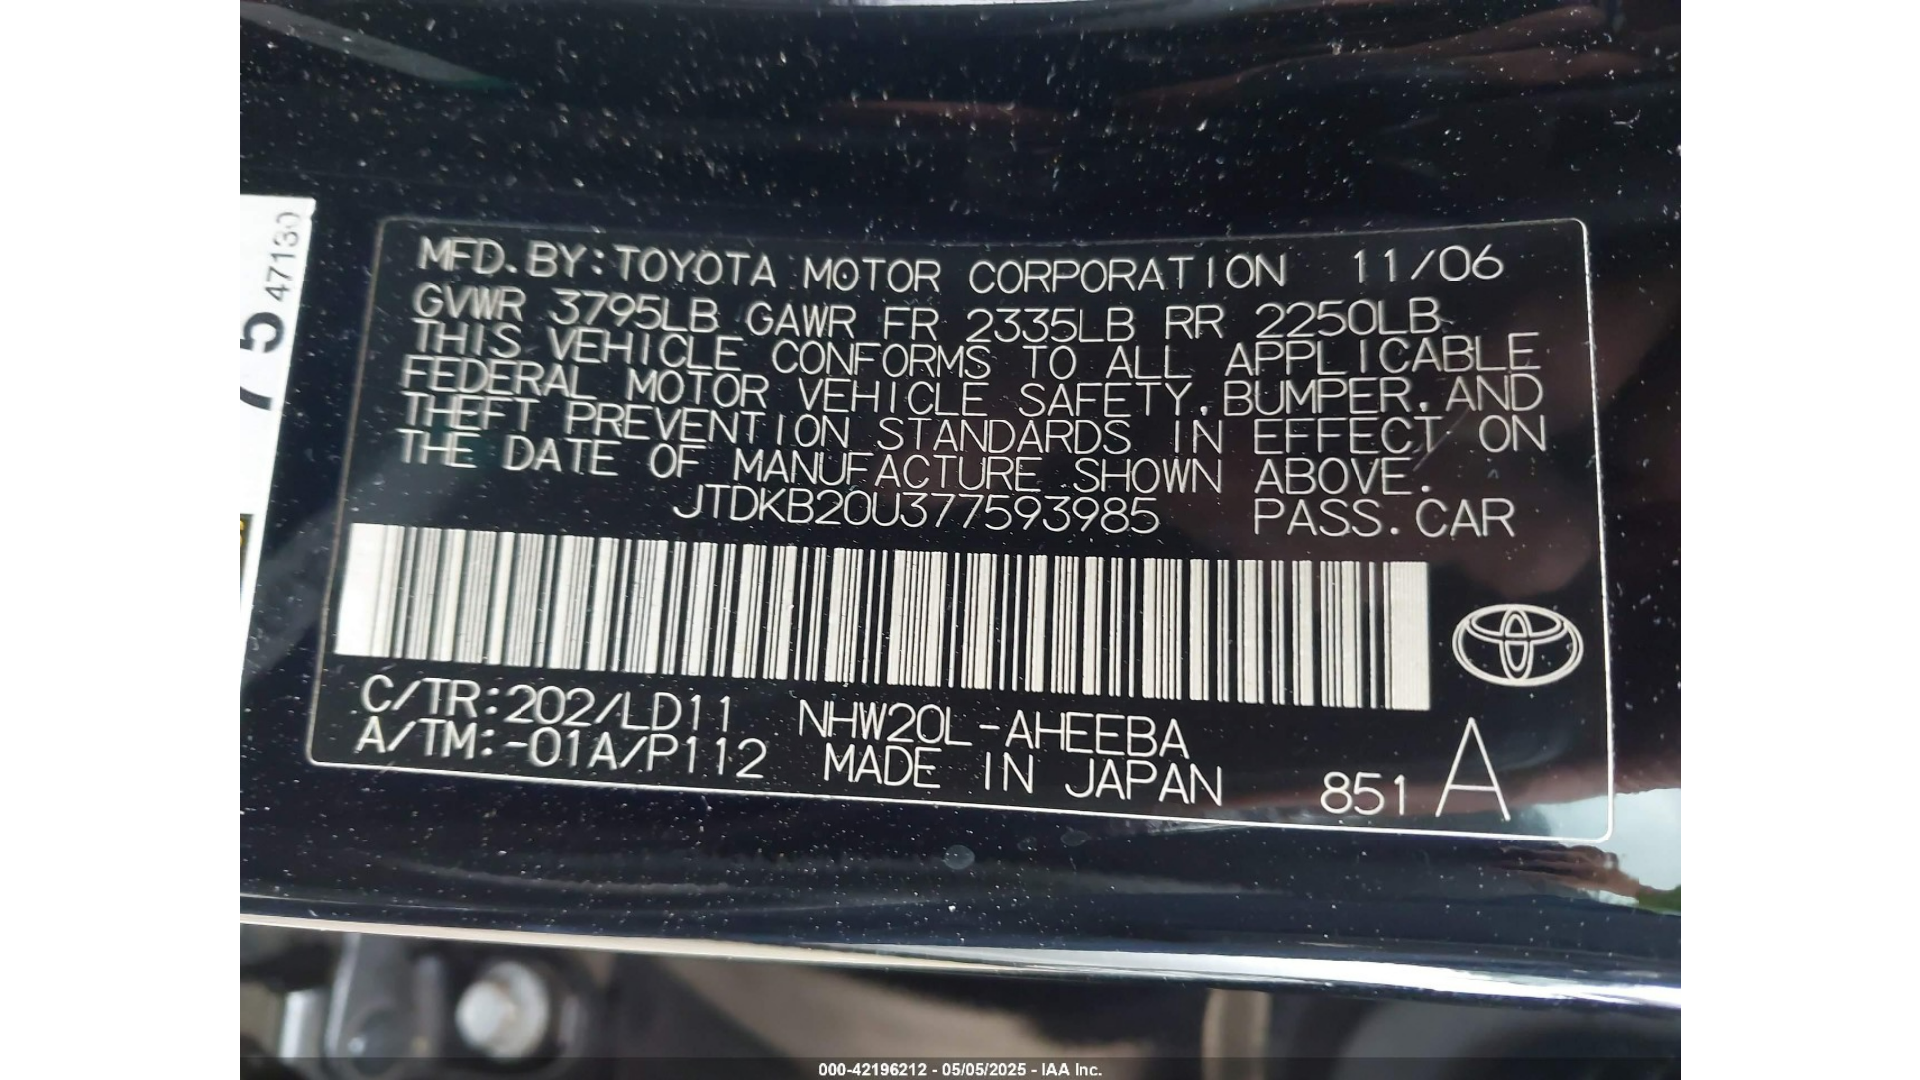 47130
75
MFD. BY: TOYOTA MOTOR CORPORATION 11/06
GVWR 3795LB GAWR FR 2335LB RR 2250LB
THIS VEHICLE CONFORMS TO ALL APPLICABLE
FEDERAL MOTOR VEHICLE SAFETY, BUMPER, AND
THEFT PREVENTION STANDARDS IN EFFECT ON
THE DATE OF MANUFACTURE SHOWN ABOVE.
JTDKB20U377593985 PASS. CAR
C/TR: 202/LD11 NHW20L-AHEEBA
A/TM: -01A/P112 MADE IN JAPAN 851 A
000-42196212 - 05/05/2025 - IAA Inc.